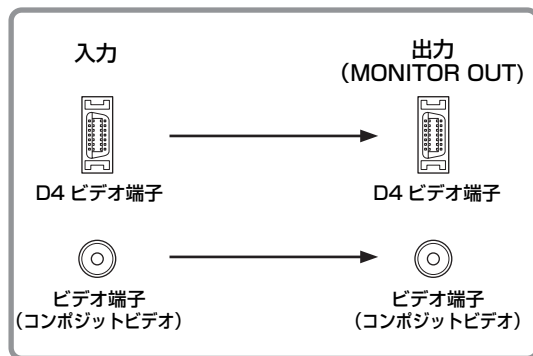 入力
出力
（MONITOR OUT）
D4 ビデオ端子
D4 ビデオ端子
ビデオ端子
（コンポジットビデオ）
ビデオ端子
（コンポジットビデオ）